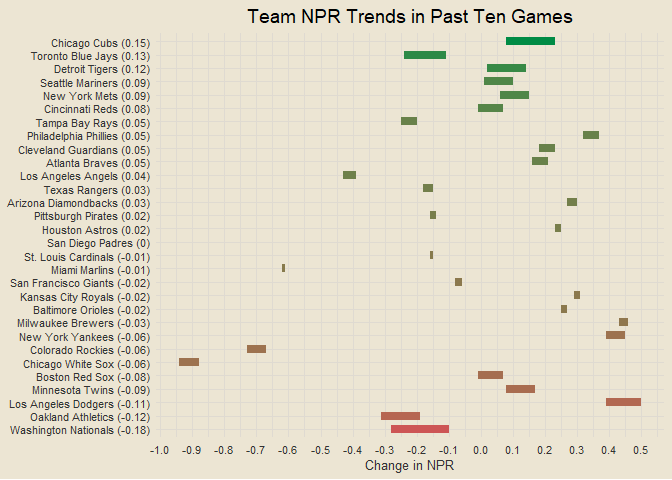 Team NPR Trends in Past Ten Games
Chicago Cubs (0.15)
Toronto Blue Jays (0.13)
Detroit Tigers (0.12)
Seattle Mariners (0.09)
New York Mets (0.09)
Cincinnati Reds (0.08)
Tampa Bay Rays (0.05)
Philadelphia Phillies (0.05)
Cleveland Guardians (0.05)
Atlanta Braves (0.05)
Los Angeles Angels (0.04)
Texas Rangers (0.03)
Arizona Diamondbacks (0.03)
Pittsburgh Pirates (0.02)
Houston Astros (0.02)
San Diego Padres (0)
St. Louis Cardinals (-0.01)
Miami Marlins (-0.01)
San Francisco Giants (-0.02)
Kansas City Royals (-0.02)
Baltimore Orioles (-0.02)
Milwaukee Brewers (-0.03)
New York Yankees (-0.06)
Colorado Rockies (-0.06)
Chicago White Sox (-0.06)
Boston Red Sox (-0.08)
Minnesota Twins (-0.09)
Los Angeles Dodgers (-0.11)
Oakland Athletics (-0.12)
Washington Nationals (-0.18)
-1.0 -0.9 -0.8 -0.7 -0.6 -0.5 -0.4 -0.3 -0.2 -0.1 0.0 0.1 0.2 0.3 0.4 0.5
Change in NPR